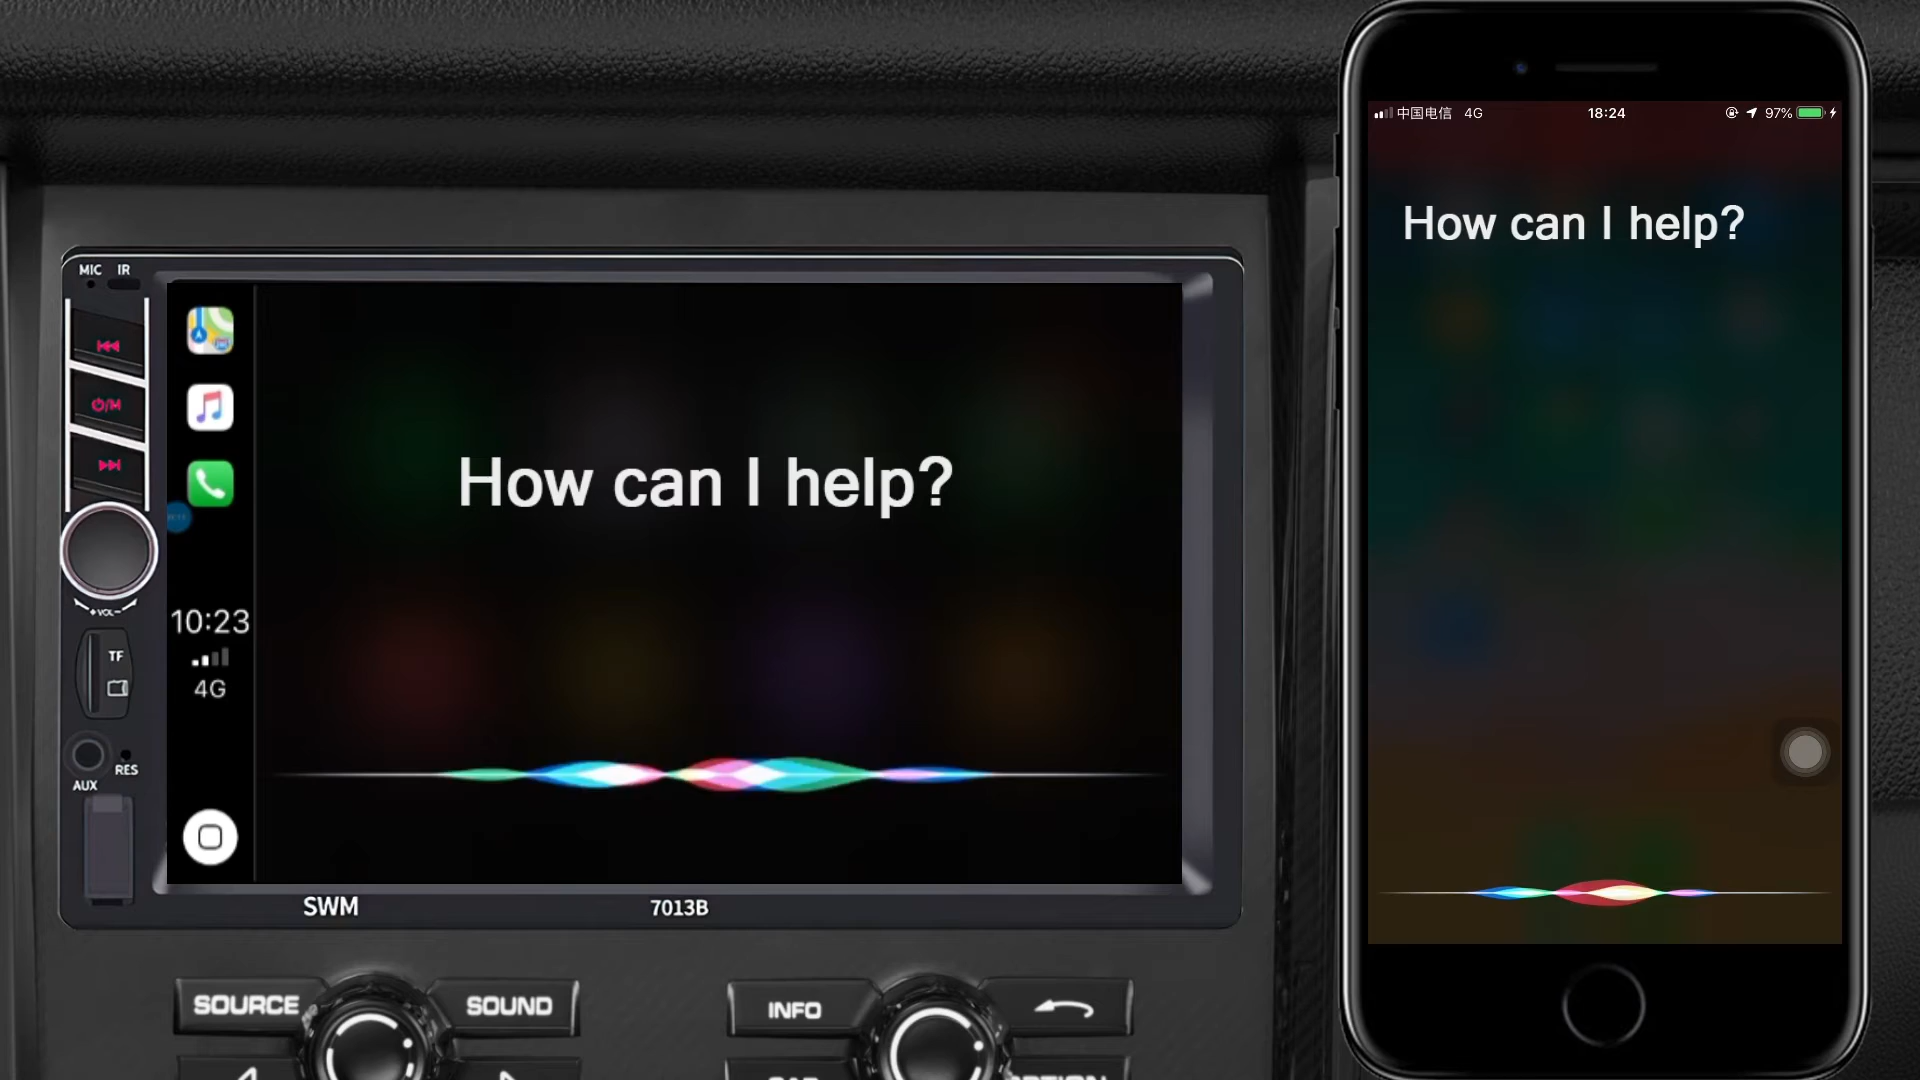 中国电信 4G 18:24 97%
How can I help?
MIC IR
⏻/M
How can I help?
+VOL-
10:23
4G
TF
RES
AUX
SWM 7013B
SOURCE SOUND INFO